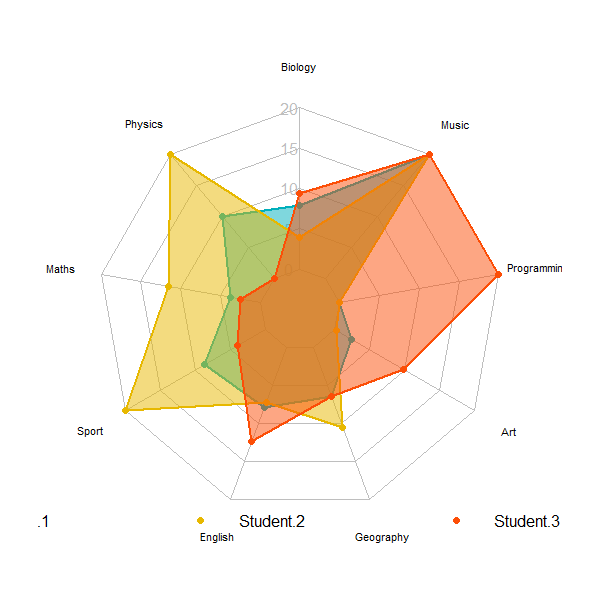 Biology
Physics
Music
20
15
10
Maths
Programmin
Sport
Art
.1
Student.2
Student.3
English
Geography